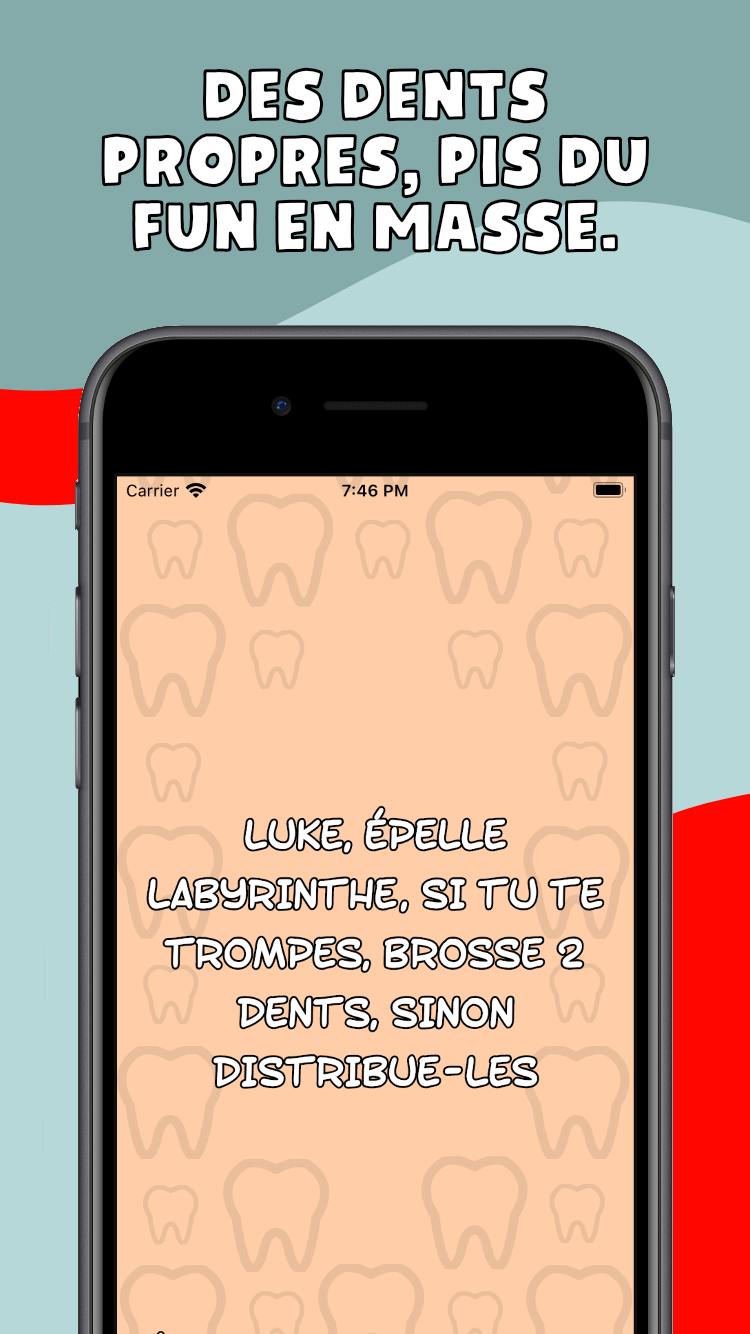 DES DENTS
PROPRES, PIS DU
FUN EN MASSE.
Carrier 7:46 PM
LUKE, ÉPELLE
LABYRINTHE, SI TU TE
TROMPES, BROSSE 2
DENTS, SINON
DISTRIBUE-LES